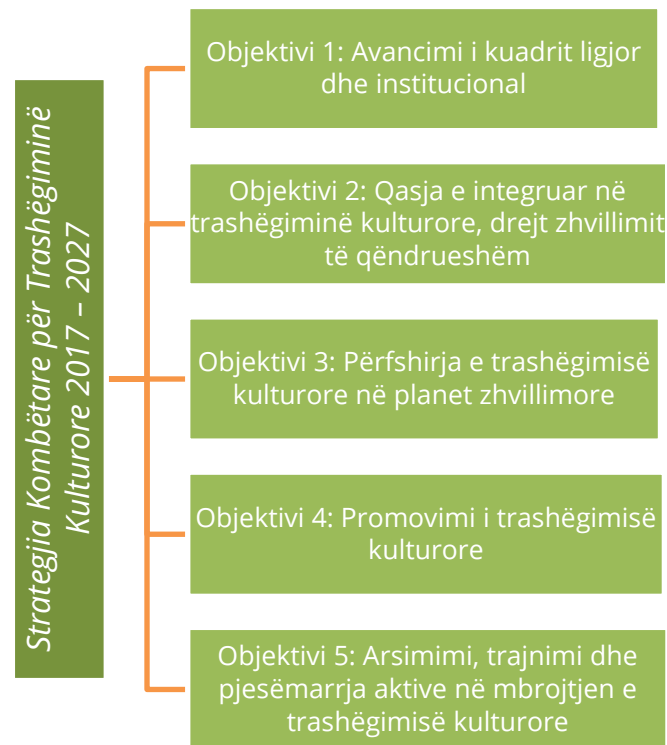 Strategjia Kombëtare për Trashëgiminë
Kulturore 2017 – 2027
Objektivi 1: Avancimi i kuadrit ligjor
dhe institucional
Objektivi 2: Qasja e integruar në
trashëgiminë kulturore, drejt zhvillimit
të qëndrueshëm
Objektivi 3: Përfshirja e trashëgimisë
kulturore në planet zhvillimore
Objektivi 4: Promovimi i trashëgimisë
kulturore
Objektivi 5: Arsimimi, trajnimi dhe
pjesëmarrja aktive në mbrojtjen e
trashëgimisë kulturore